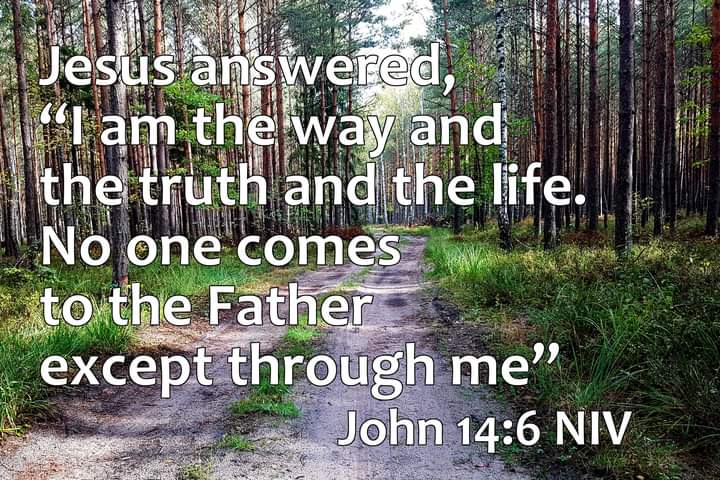 Jesus answered,
“I am the way and
the truth and the life.
No one comes
to the Father
except through me”
John 14:6 NIV